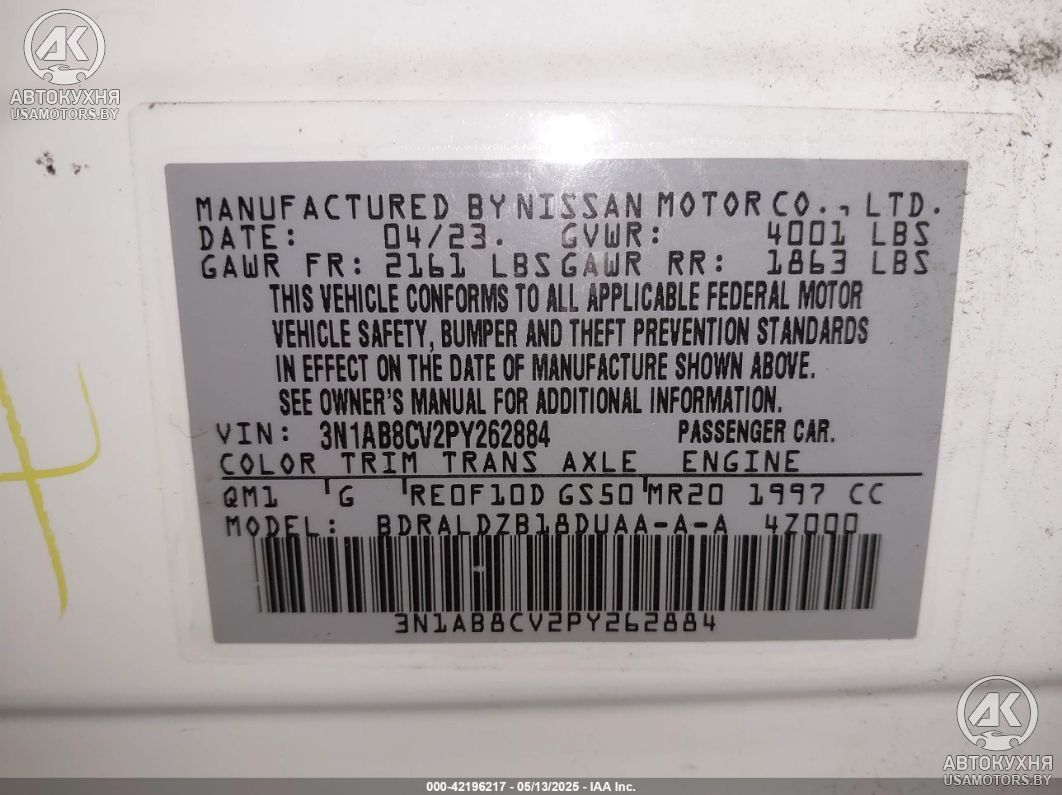 AK
АВТОКУХНЯ
USAMOTORS.BY
MANUFACTURED BY NISSAN MOTOR CO., LTD.
DATE: 04/23. GVWR: 4001 LBS
GAWR FR: 2161 LBS GAWR RR: 1863 LBS
THIS VEHICLE CONFORMS TO ALL APPLICABLE FEDERAL MOTOR
VEHICLE SAFETY, BUMPER AND THEFT PREVENTION STANDARDS
IN EFFECT ON THE DATE OF MANUFACTURE SHOWN ABOVE.
SEE OWNER'S MANUAL FOR ADDITIONAL INFORMATION.
VIN: 3N1AB8CV2PY262884 PASSENGER CAR.
COLOR TRIM TRANS AXLE ENGINE
QM1 G RE0F10D GS50 MR20 1997 CC
MODEL: BDRALDZB18DUAA-A-A 4Z000
3N1AB8CV2PY262884
AK
АВТОКУХНЯ
USAMOTORS.BY
000-42196217 - 05/13/2025 - IAA Inc.